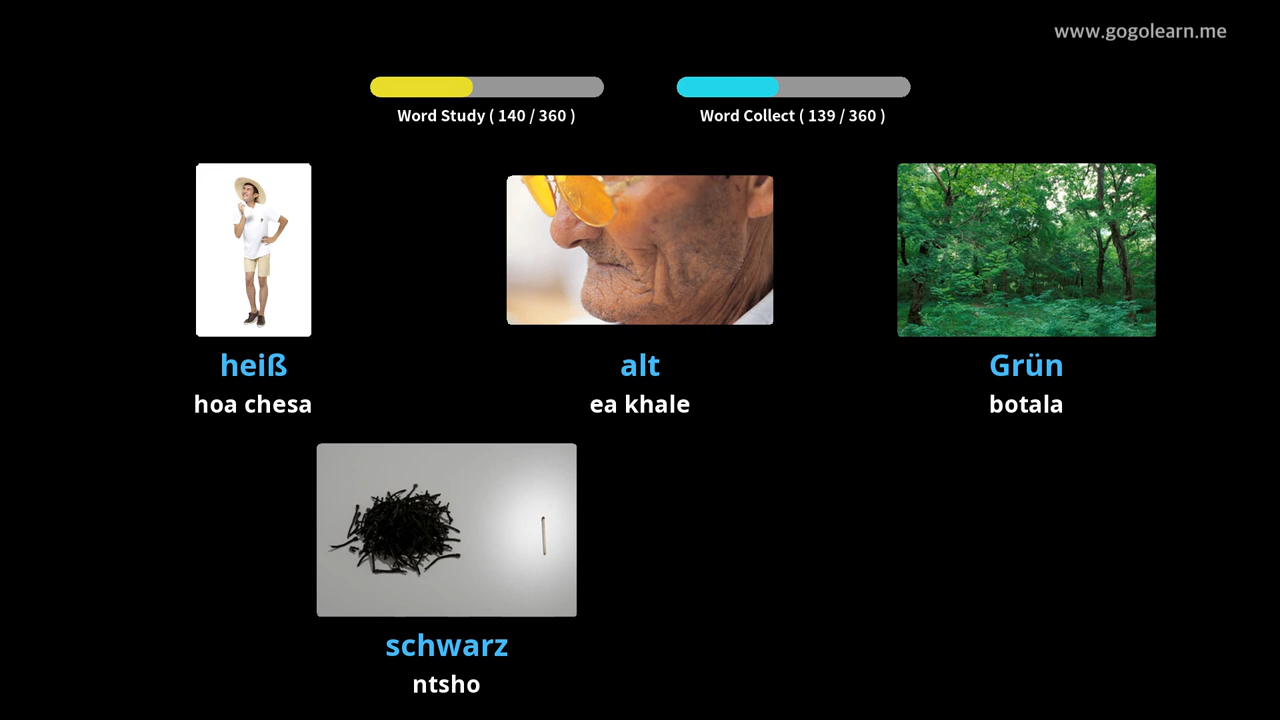 www.gogolearn.me
Word Study ( 140 / 360 )
Word Collect ( 139 / 360 )
heiß
hoa chesa
alt
ea khale
Grün
botala
schwarz
ntsho